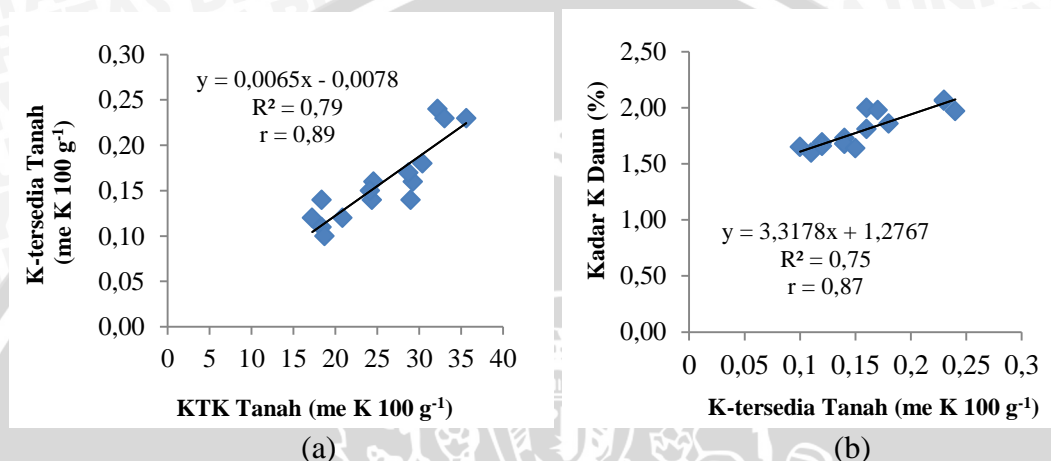 K-tersedia Tanah
(me K 100 g-1)
0,30
0,25
0,20
0,15
0,10
0,05
0,00
y = 0,0065x - 0,0078
R² = 0,79
r = 0,89
0 5 10 15 20 25 30 35 40
KTK Tanah (me K 100 g-1)
(a)
Kadar K Daun (%)
2,50
2,00
1,50
1,00
0,50
0,00
y = 3,3178x + 1,2767
R² = 0,75
r = 0,87
0 0,05 0,1 0,15 0,2 0,25 0,3
K-tersedia Tanah (me K 100 g-1)
(b)